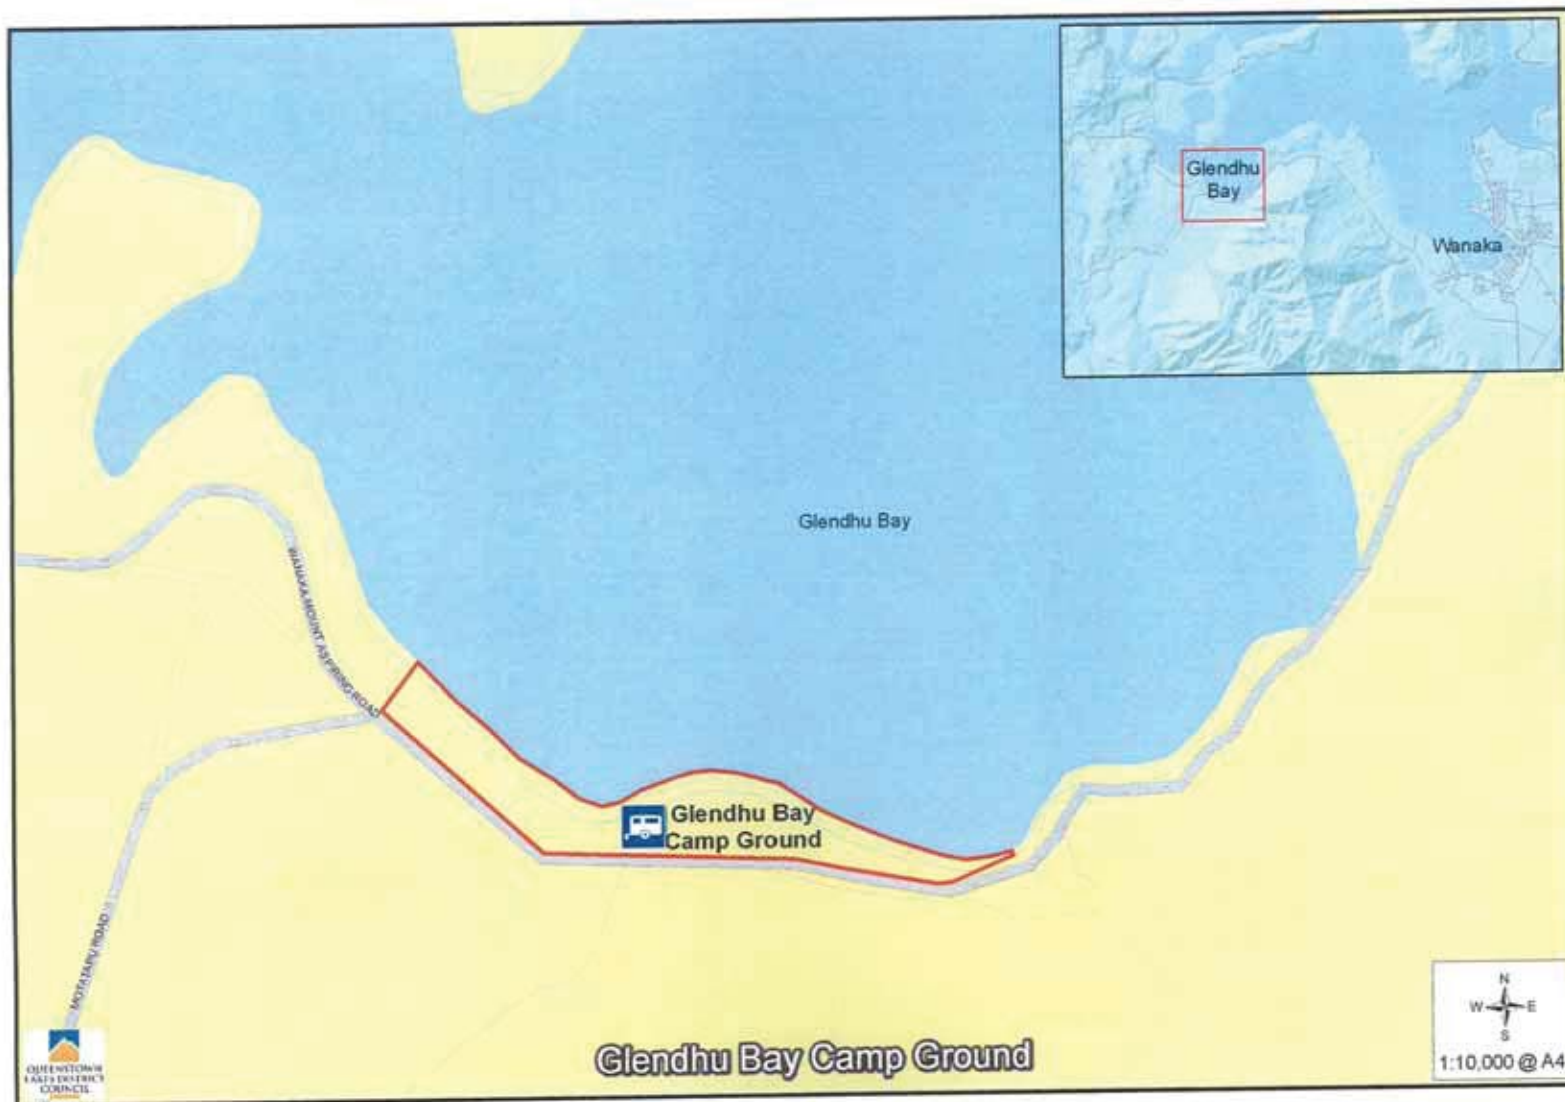 Glendhu
Bay
Wanaka
Glendhu Bay
WANAKA-MOUNT ASPIRING ROAD
Glendhu Bay
Camp Ground
MOTATAPU ROAD
N
W E
S
1:10,000 @ A4
QUEENSTOWN
LAKES DISTRICT
COUNCIL
Glendhu Bay Camp Ground